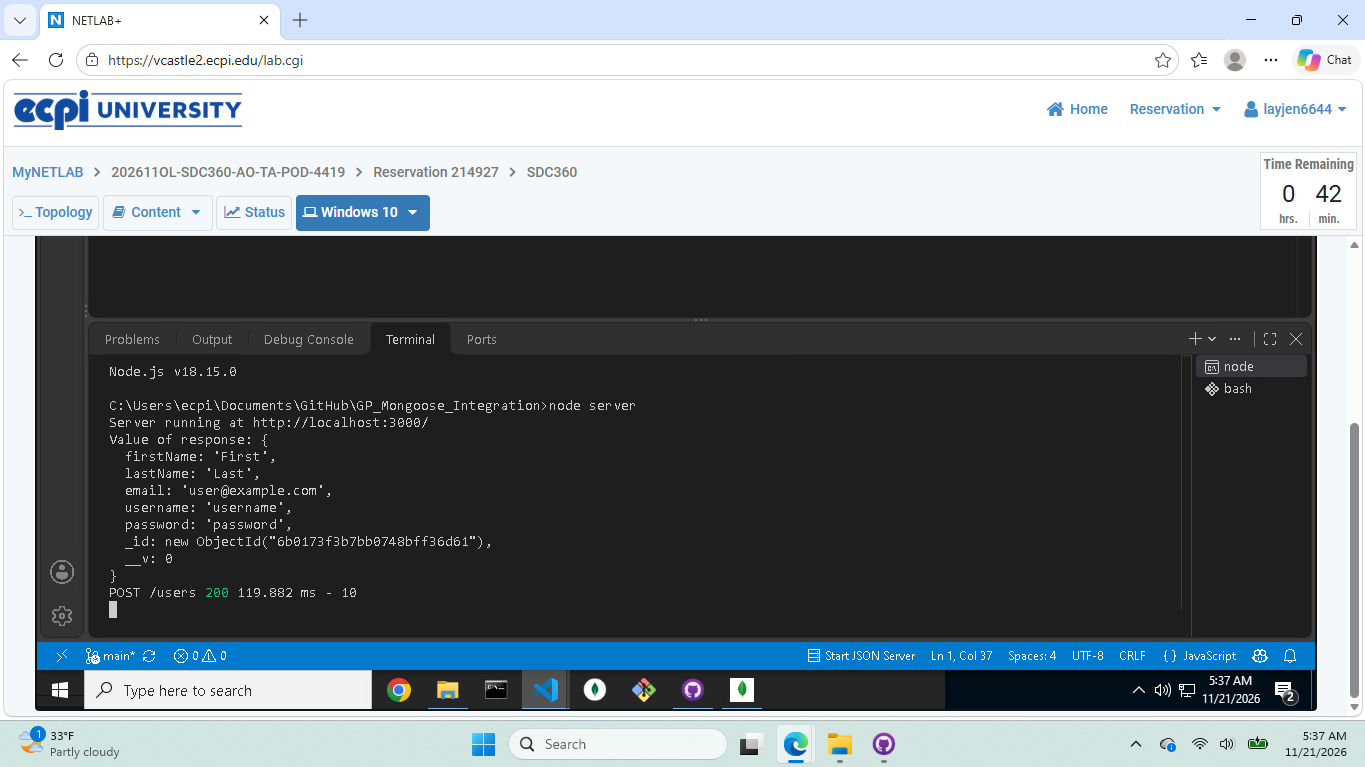 NETLAB+
https://vcastle2.ecpi.edu/lab.cgi
Chat
ecpi UNIVERSITY
Home
Reservation
layjen6644
MyNETLAB > 202611OL-SDC360-AO-TA-POD-4419 > Reservation 214927 > SDC360
Time Remaining
0 42
hrs. min.
>_ Topology
Content
Status
Windows 10
Problems
Output
Debug Console
Terminal
Ports
Node.js v18.15.0
C:\Users\ecpi\Documents\GitHub\GP_Mongoose_Integration>node server
Server running at http://localhost:3000/
Value of response: {
firstName: 'First',
lastName: 'Last',
email: 'user@example.com',
username: 'username',
password: 'password',
_id: new ObjectId("6b0173f3b7bb0748bff36d61"),
__v: 0
}
POST /users 200 119.882 ms - 10
node
bash
main*
0 0
Start JSON Server
Ln 1, Col 37
Spaces: 4
UTF-8
CRLF
{ } JavaScript
Type here to search
5:37 AM
11/21/2026
2
1
33°F
Partly cloudy
Search
5:37 AM
11/21/2026